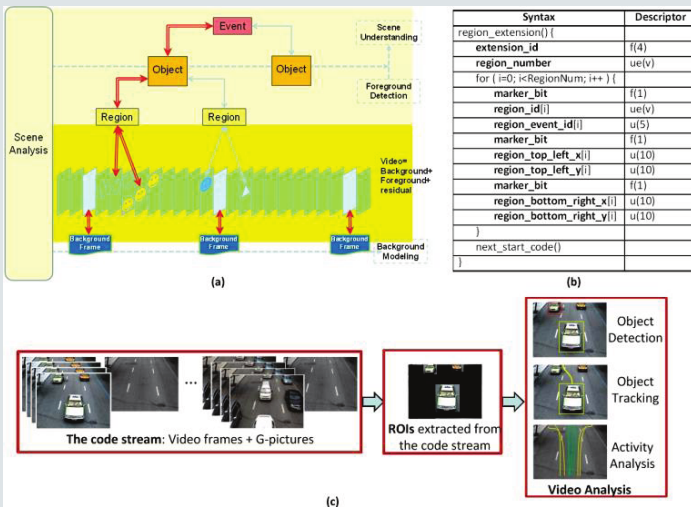 Scene
Analysis
Event
Object
Object
Region
Region
Scene
Understanding
Foreground
Detection
Video=
Background+
Foreground+
residual
Background
Frame
Background
Frame
Background
Frame
Background
Modeling
(a)
Syntax Descriptor
region_extension() {
extension_id f(4)
region_number ue(v)
for ( i=0; i<RegionNum; i++ ) {
marker_bit f(1)
region_id[i] ue(v)
region_event_id[i] u(5)
marker_bit f(1)
region_top_left_x[i] u(10)
region_top_left_y[i] u(10)
marker_bit f(1)
region_bottom_right_x[i] u(10)
region_bottom_right_y[i] u(10)
}
next_start_code()
}
(b)
...
The code stream: Video frames + G-pictures
ROIs extracted from
the code stream
Object
Detection
Object
Tracking
Activity
Analysis
Video Analysis
(c)